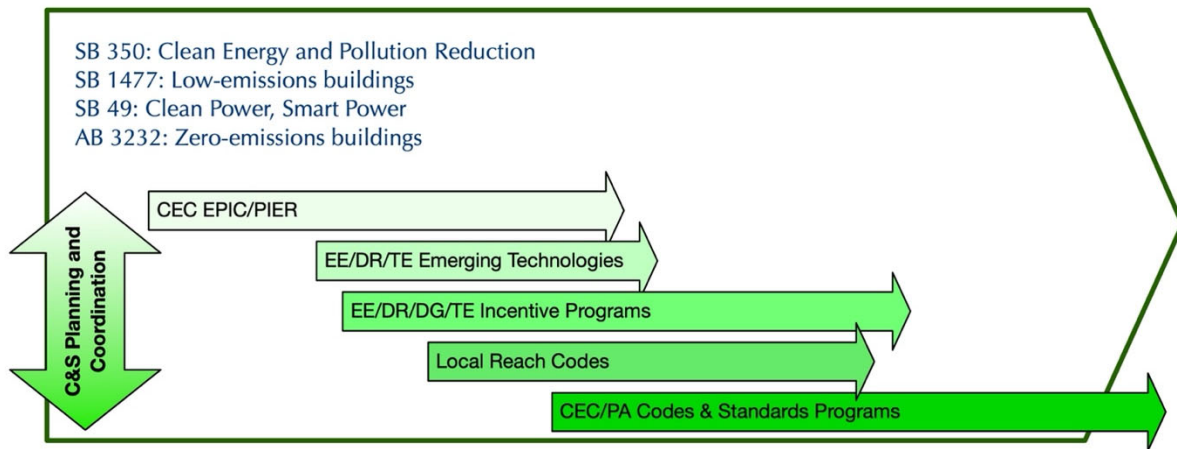 SB 350: Clean Energy and Pollution Reduction
SB 1477: Low-emissions buildings
SB 49: Clean Power, Smart Power
AB 3232: Zero-emissions buildings
C&S Planning and
Coordination
CEC EPIC/PIER
EE/DR/TE Emerging Technologies
EE/DR/DG/TE Incentive Programs
Local Reach Codes
CEC/PA Codes & Standards Programs